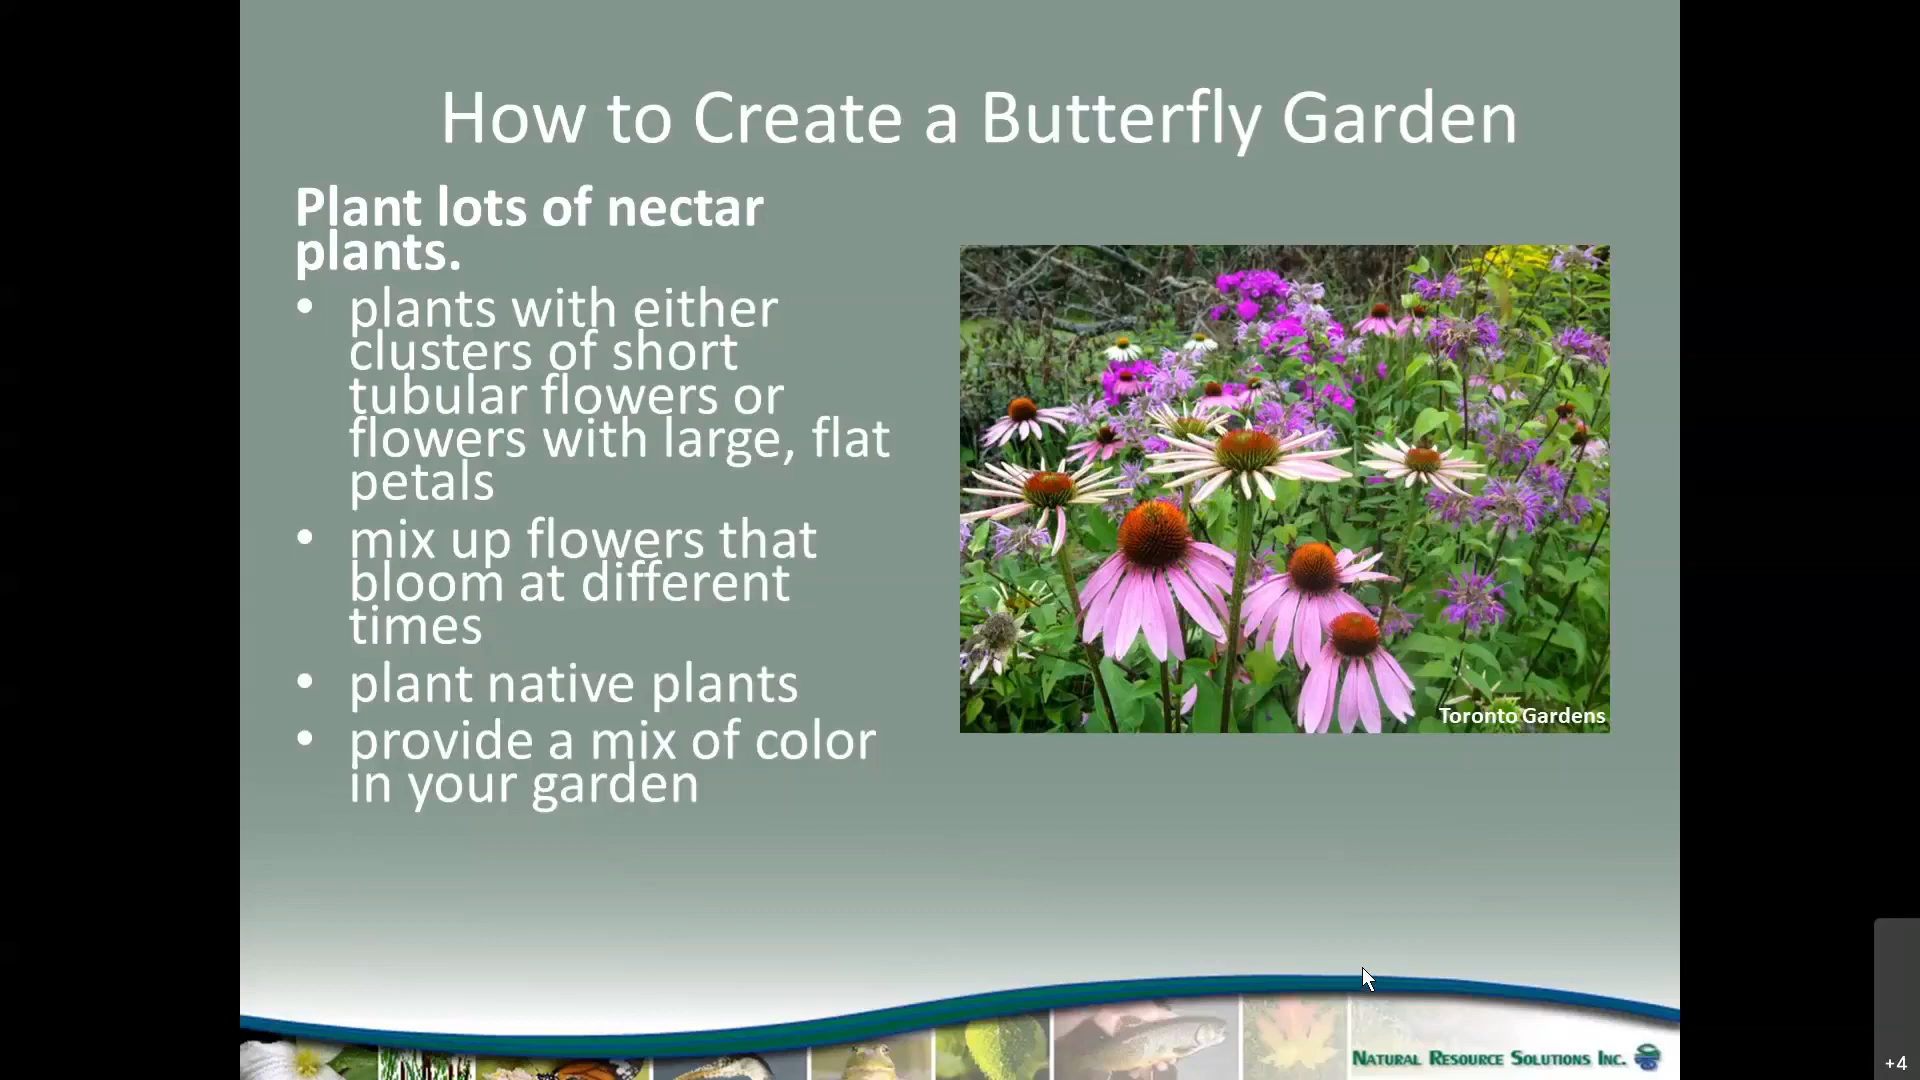 How to Create a Butterfly Garden
Plant lots of nectar
plants.
• plants with either
clusters of short
tubular flowers or
flowers with large, flat
petals
• mix up flowers that
bloom at different
times
• plant native plants
• provide a mix of color
in your garden
Toronto Gardens
NATURAL RESOURCE SOLUTIONS INC.
+4